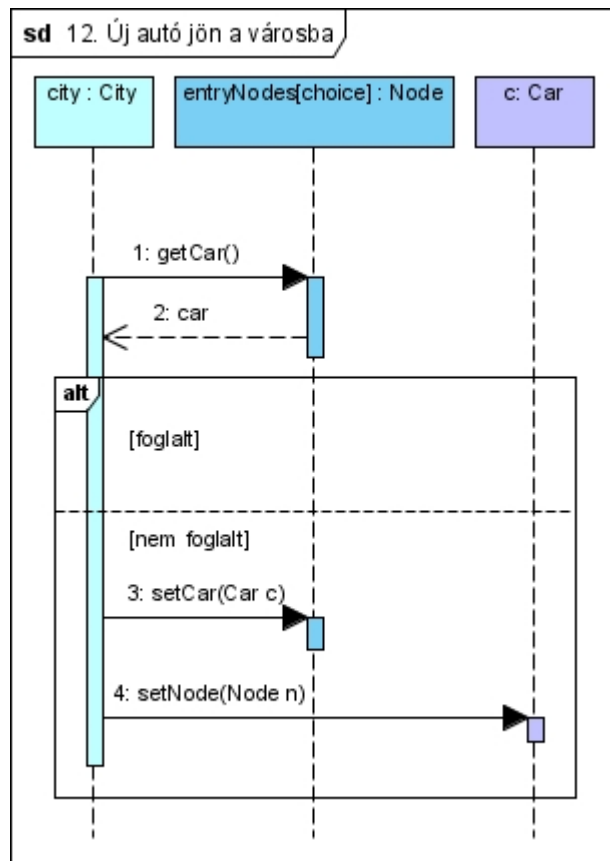 sd 12. Új autó jön a városba
city : City
entryNodes[choice] : Node
c: Car
1: getCar()
2: car
alt
[foglalt]
[nem foglalt]
3: setCar(Car c)
4: setNode(Node n)